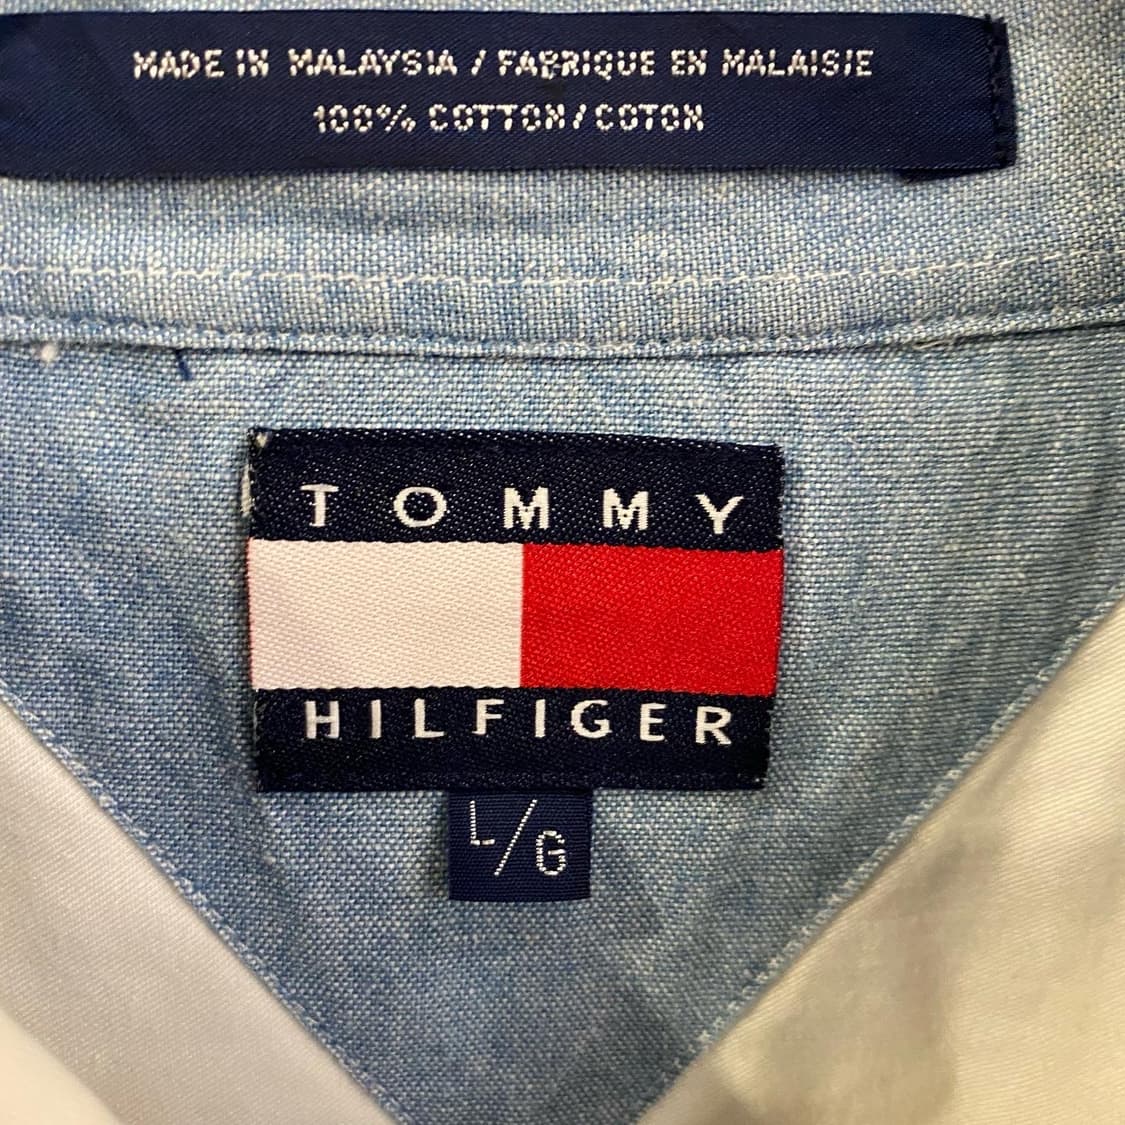 MADE IN MALAYSIA / FABRIQUE EN MALAISIE
100% COTTON/COTON
TOMMY
HILFIGER
L/G